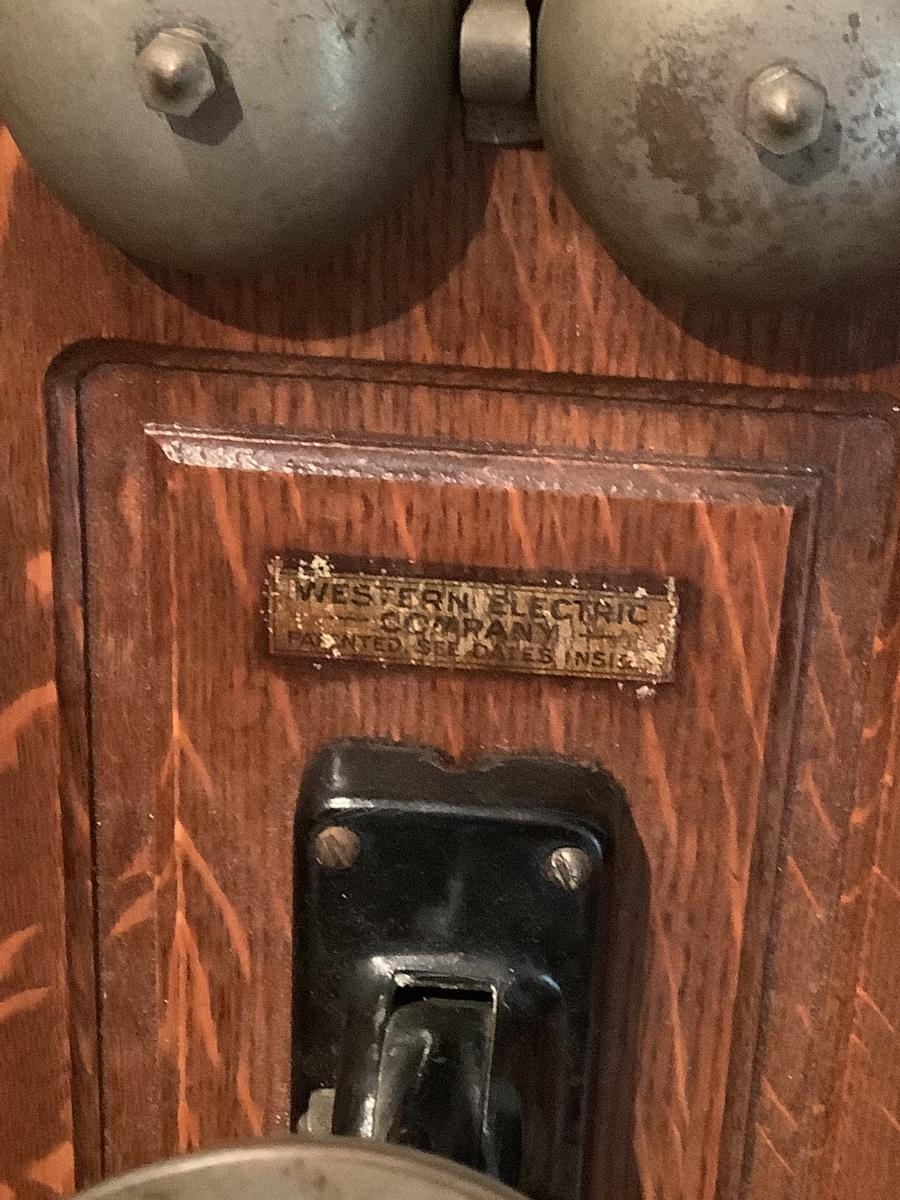 WESTERN ELECTRIC
— COMPANY —
PATENTED SEE DATES INSIDE